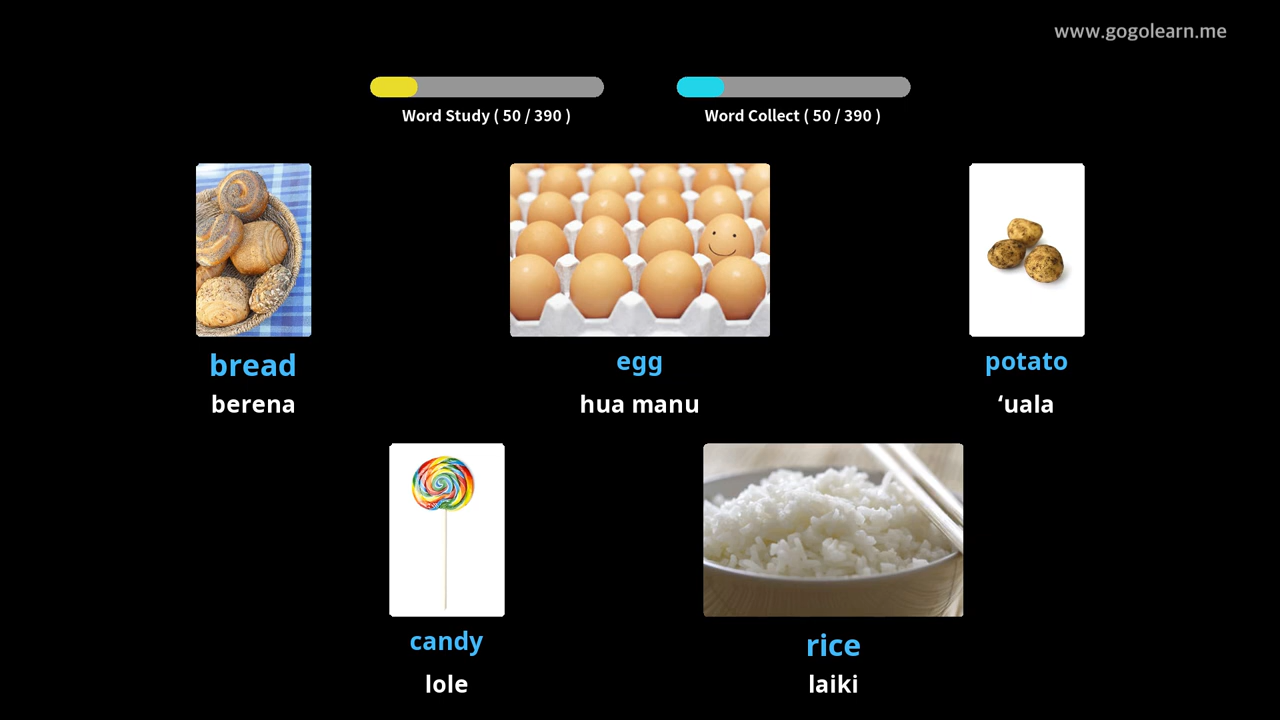 www.gogolearn.me
Word Study ( 50 / 390 )
Word Collect ( 50 / 390 )
bread
berena
egg
hua manu
potato
ʻuala
candy
lole
rice
laiki